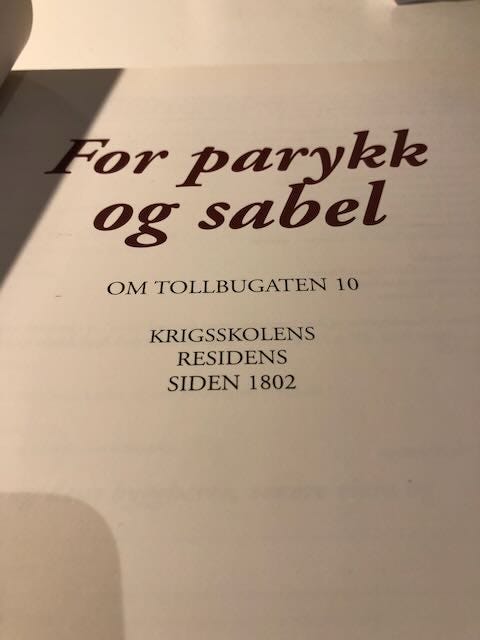 For parykk
og sabel
OM TOLLBUGATEN 10
KRIGSSKOLENS
RESIDENS
SIDEN 1802